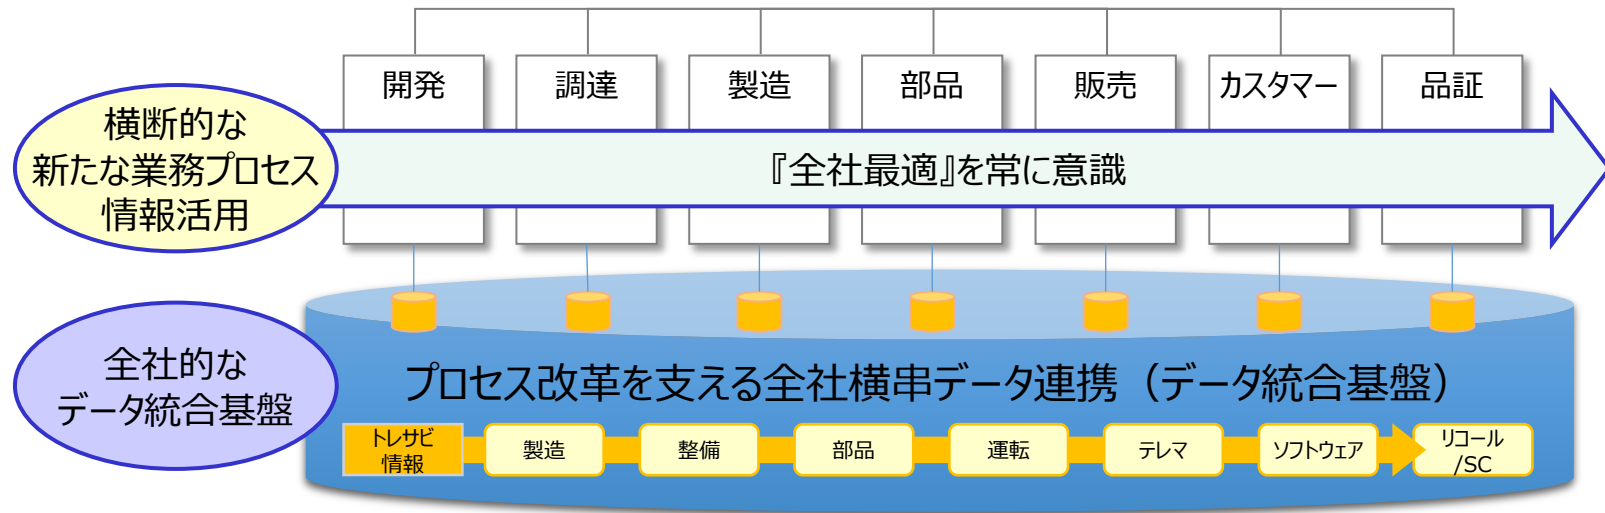 開発
調達
製造
部品
販売
カスタマー
品証
横断的な
新たな業務プロセス
情報活用
『全社最適』を常に意識
全社的な
データ統合基盤
プロセス改革を支える全社横串データ連携（データ統合基盤）
トレサビ
情報
製造
整備
部品
運転
テレマ
ソフトウェア
リコール
/SC